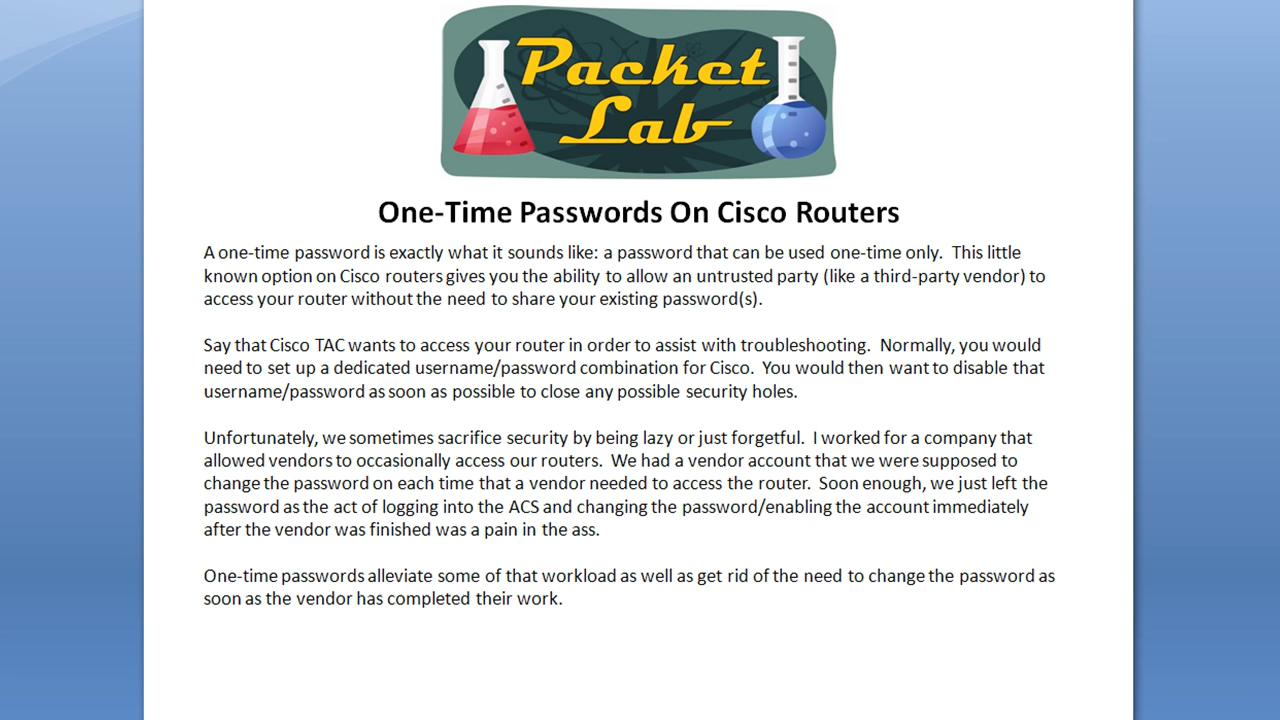 Packet
Lab
One-Time Passwords On Cisco Routers
A one-time password is exactly what it sounds like: a password that can be used one-time only. This little
known option on Cisco routers gives you the ability to allow an untrusted party (like a third-party vendor) to
access your router without the need to share your existing password(s).
Say that Cisco TAC wants to access your router in order to assist with troubleshooting. Normally, you would
need to set up a dedicated username/password combination for Cisco. You would then want to disable that
username/password as soon as possible to close any possible security holes.
Unfortunately, we sometimes sacrifice security by being lazy or just forgetful. I worked for a company that
allowed vendors to occasionally access our routers. We had a vendor account that we were supposed to
change the password on each time that a vendor needed to access the router. Soon enough, we just left the
password as the act of logging into the ACS and changing the password/enabling the account immediately
after the vendor was finished was a pain in the ass.
One-time passwords alleviate some of that workload as well as get rid of the need to change the password as
soon as the vendor has completed their work.